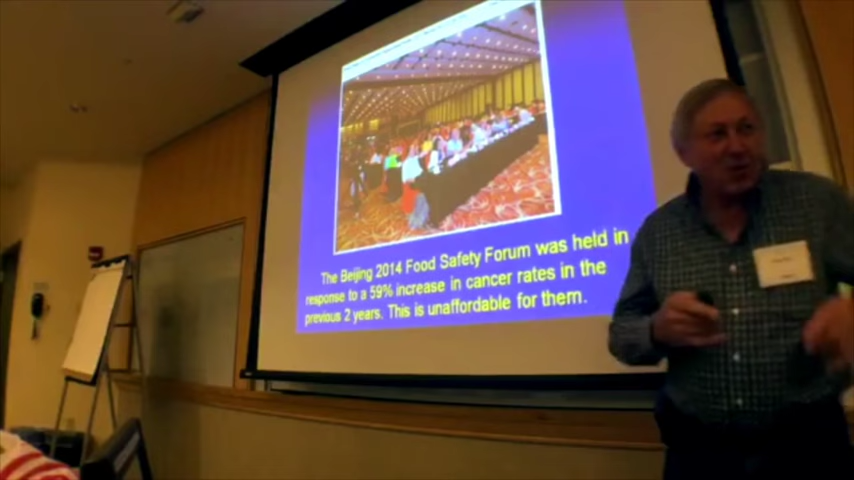 The Beijing 2014 Food Safety Forum was held in
response to a 59% increase in cancer rates in the
previous 2 years. This is unaffordable for them.